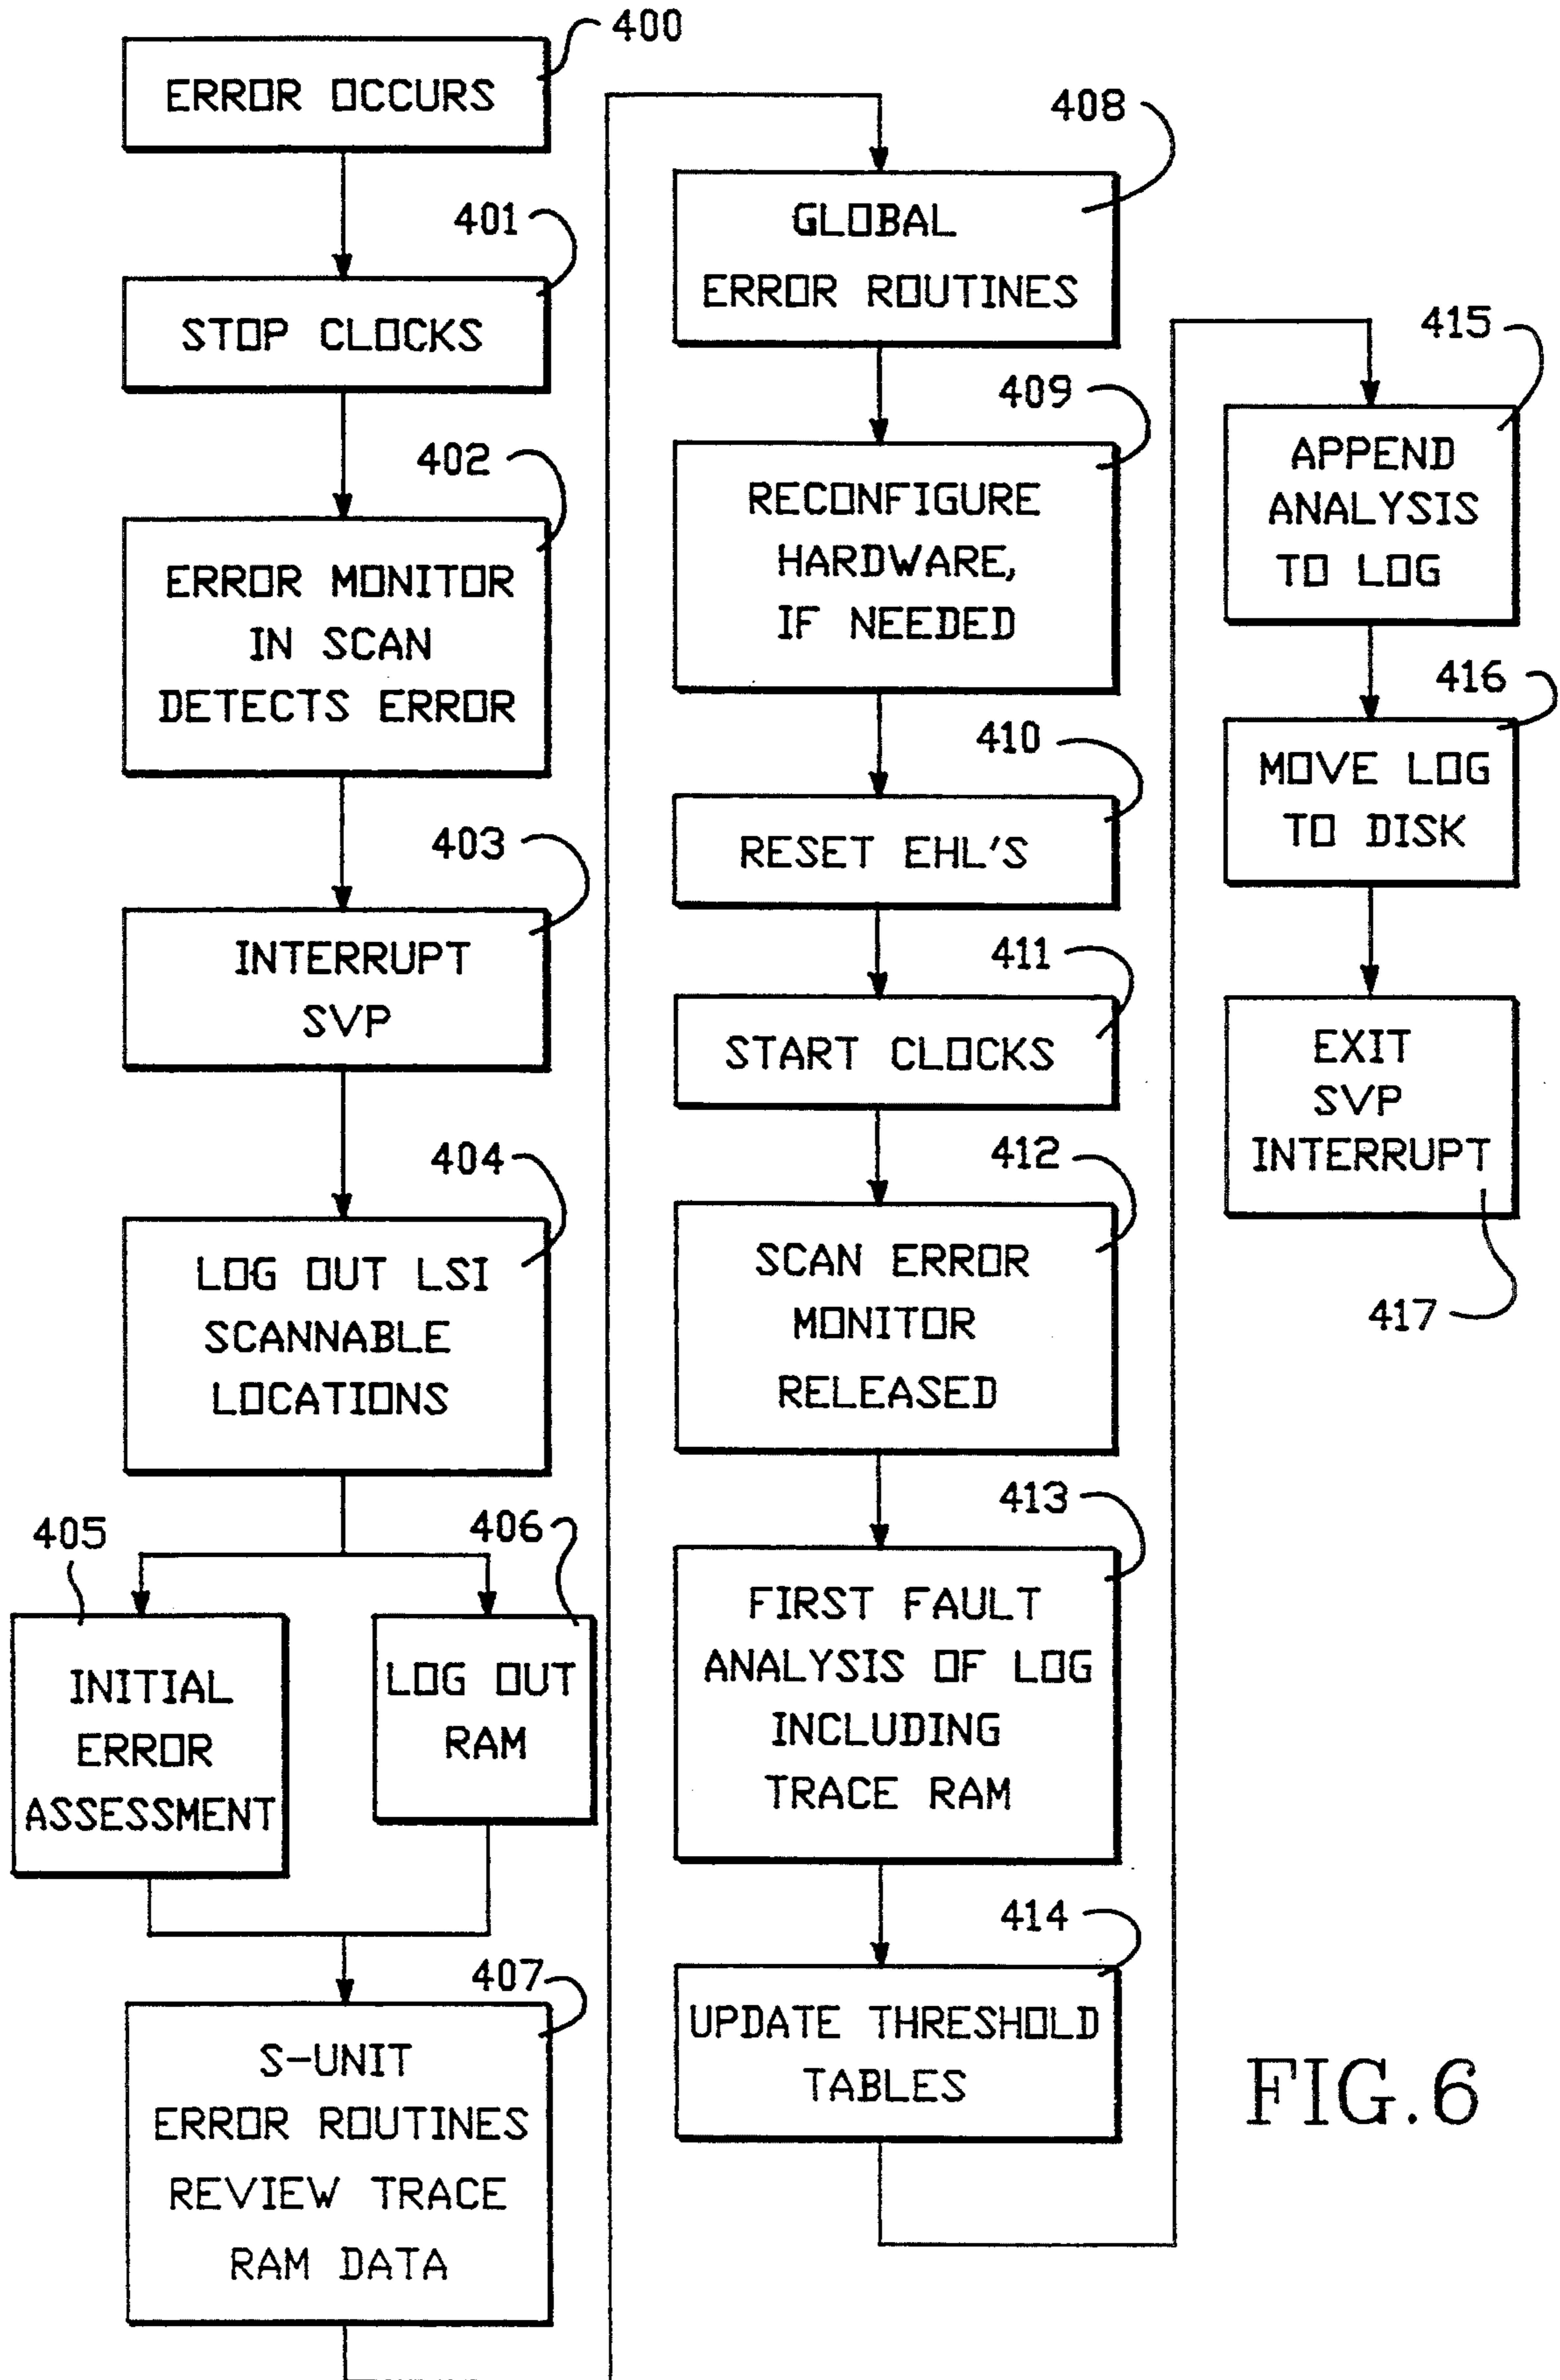 400
ERROR OCCURS
401
STOP CLOCKS
402
ERROR MONITOR
IN SCAN
DETECTS ERROR
403
INTERRUPT
SVP
404
LOG OUT LSI
SCANNABLE
LOCATIONS
405
INITIAL
ERROR
ASSESSMENT
406
LOG OUT
RAM
407
S-UNIT
ERROR ROUTINES
REVIEW TRACE
RAM DATA
408
GLOBAL
ERROR ROUTINES
409
RECONFIGURE
HARDWARE,
IF NEEDED
410
RESET EHL'S
411
START CLOCKS
412
SCAN ERROR
MONITOR
RELEASED
413
FIRST FAULT
ANALYSIS OF LOG
INCLUDING
TRACE RAM
414
UPDATE THRESHOLD
TABLES
415
APPEND
ANALYSIS
TO LOG
416
MOVE LOG
TO DISK
EXIT
SVP
INTERRUPT
417
FIG.6